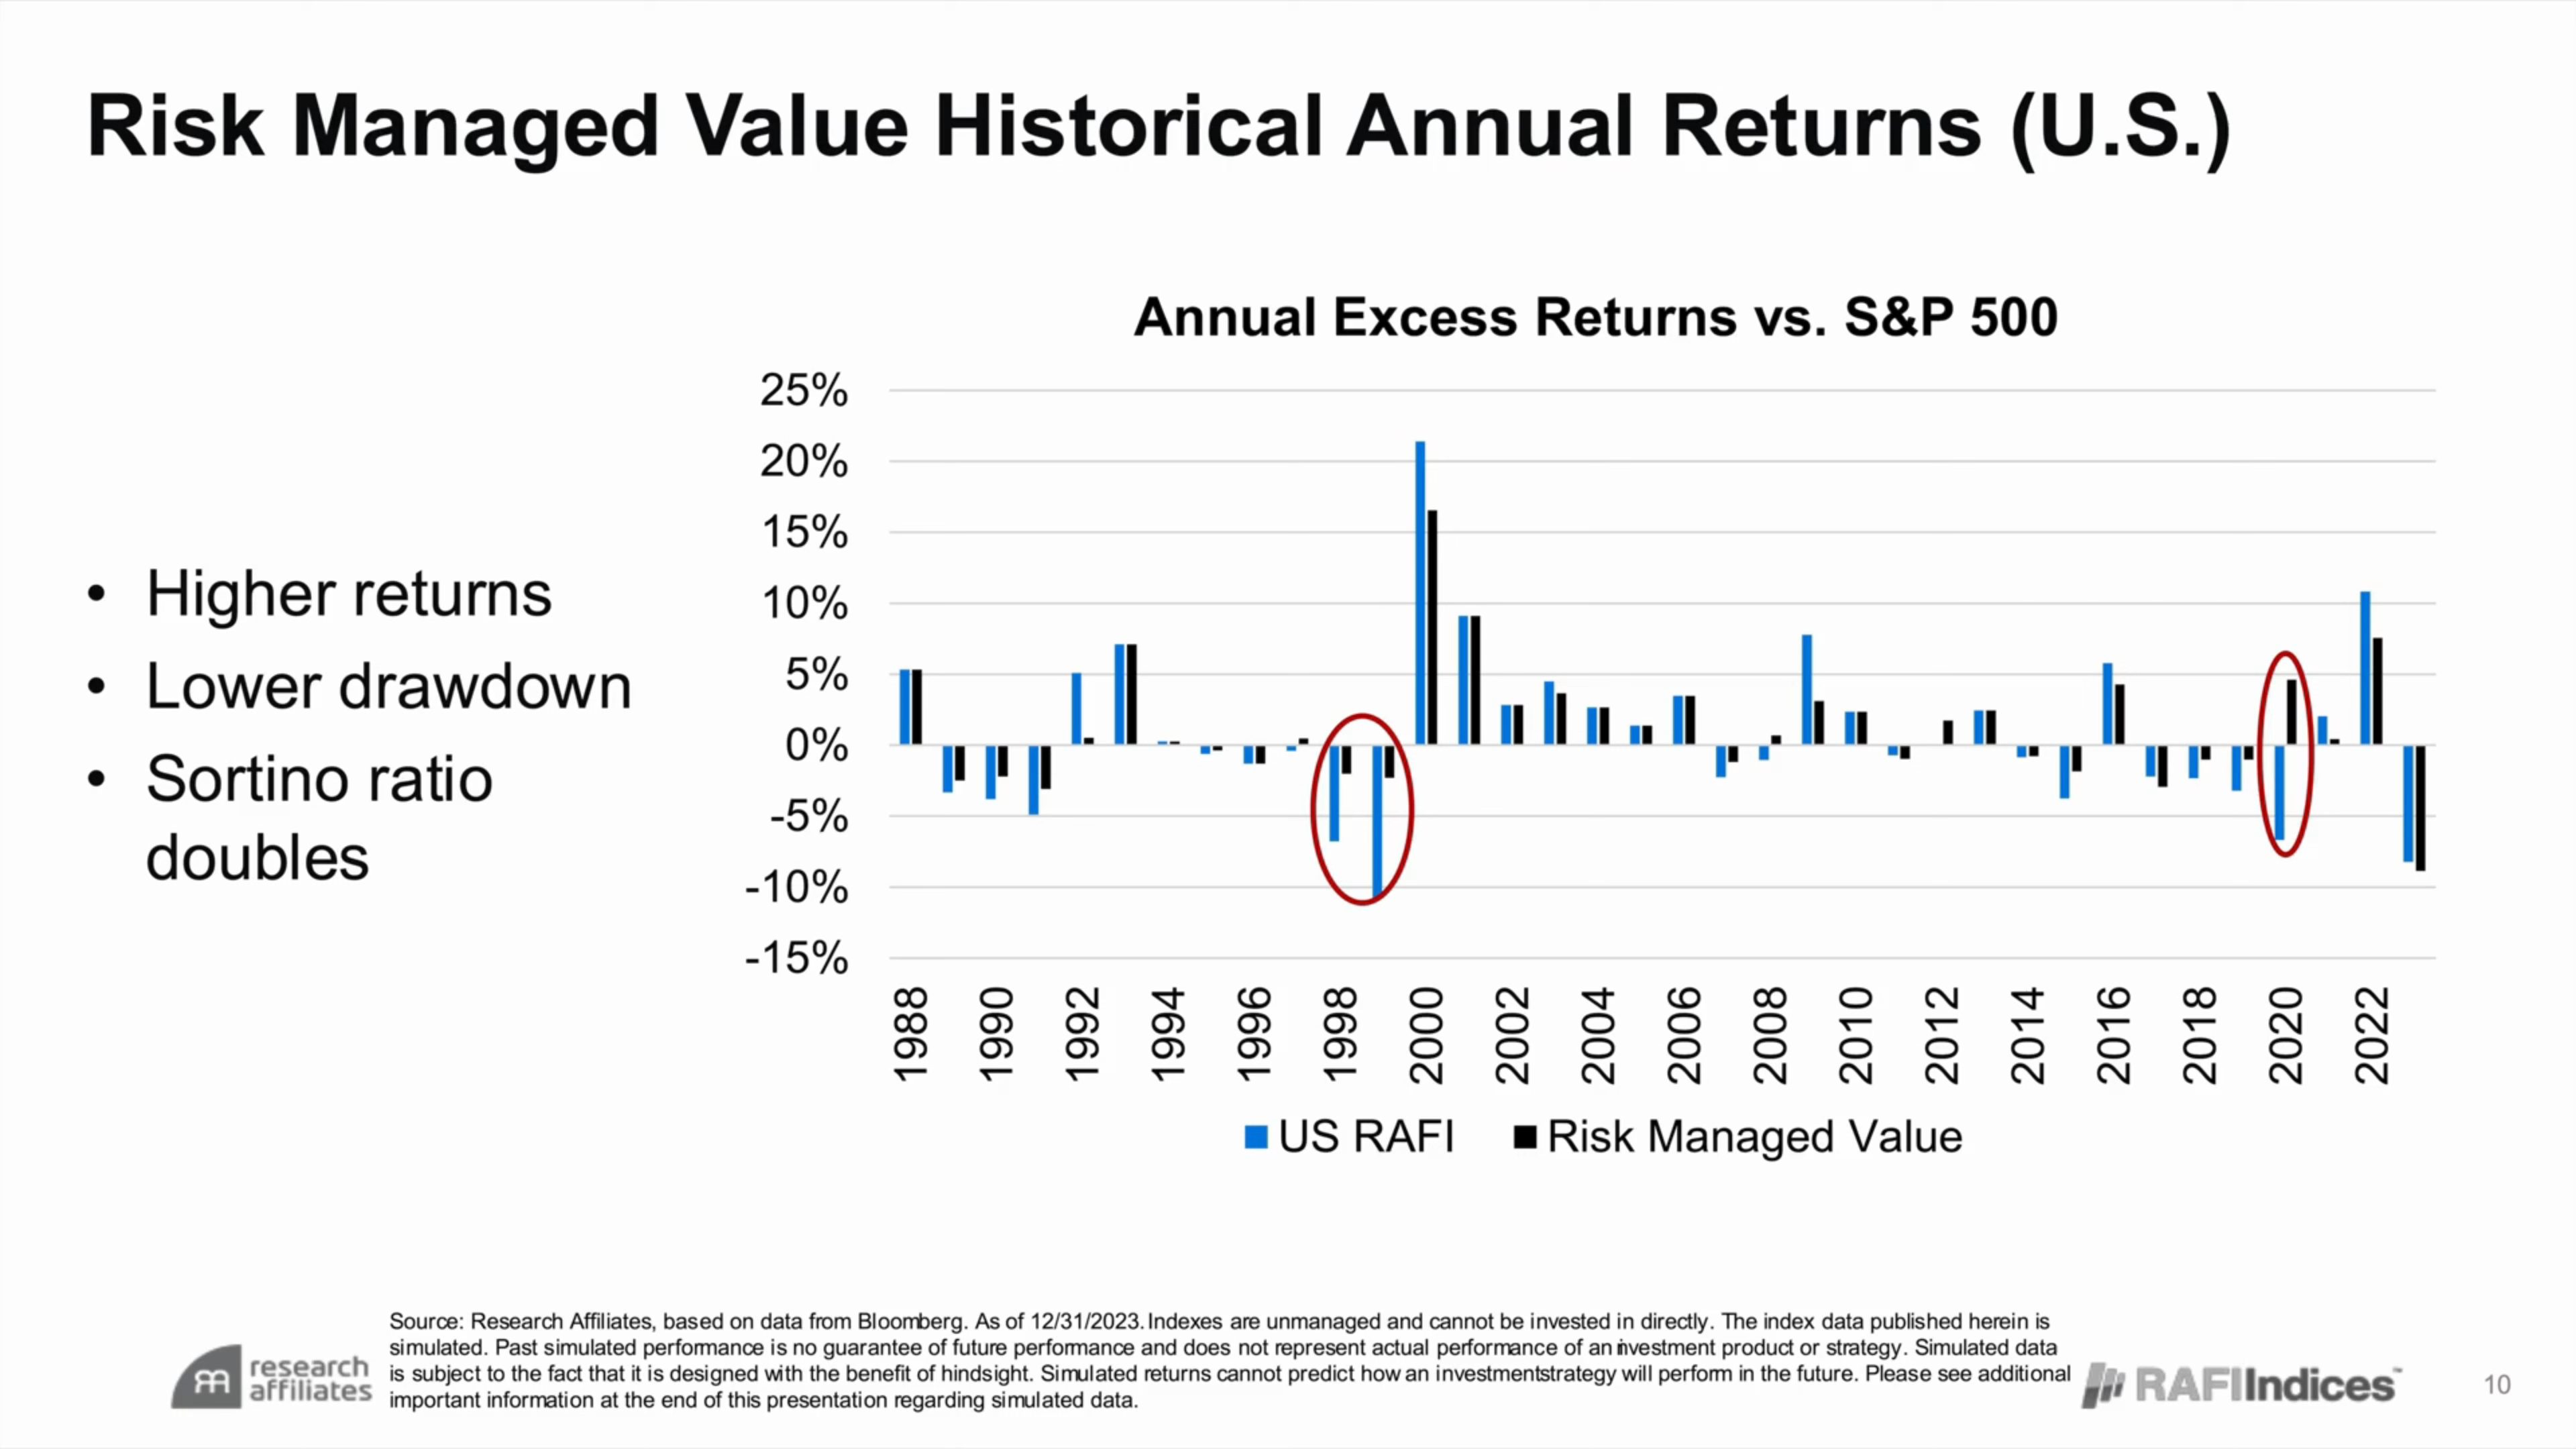 Risk Managed Value Historical Annual Returns (U.S.)
• Higher returns
• Lower drawdown
• Sortino ratio
doubles
Annual Excess Returns vs. S&P 500
25%
20%
15%
10%
5%
0%
-5%
-10%
-15%
1988 1990 1992 1994 1996 1998 2000 2002 2004 2006 2008 2010 2012 2014 2016 2018 2020 2022
US RAFI Risk Managed Value
Source: Research Affiliates, based on data from Bloomberg. As of 12/31/2023. Indexes are unmanaged and cannot be invested in directly. The index data published herein is
simulated. Past simulated performance is no guarantee of future performance and does not represent actual performance of an investment product or strategy. Simulated data
is subject to the fact that it is designed with the benefit of hindsight. Simulated returns cannot predict how an investmentstrategy will perform in the future. Please see additional
important information at the end of this presentation regarding simulated data.
research
affiliates
RAFI Indices™
10